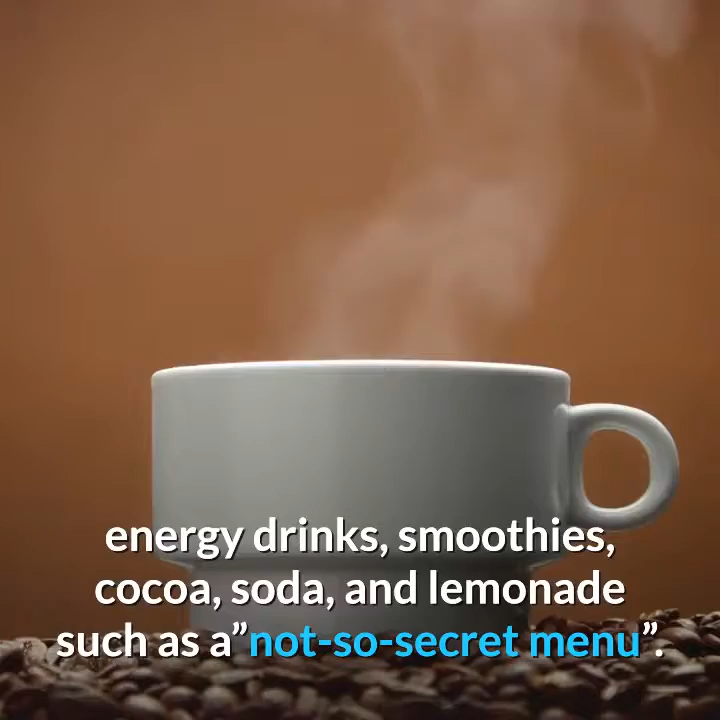 energy drinks, smoothies,
cocoa, soda, and lemonade
such as a”not-so-secret menu”.